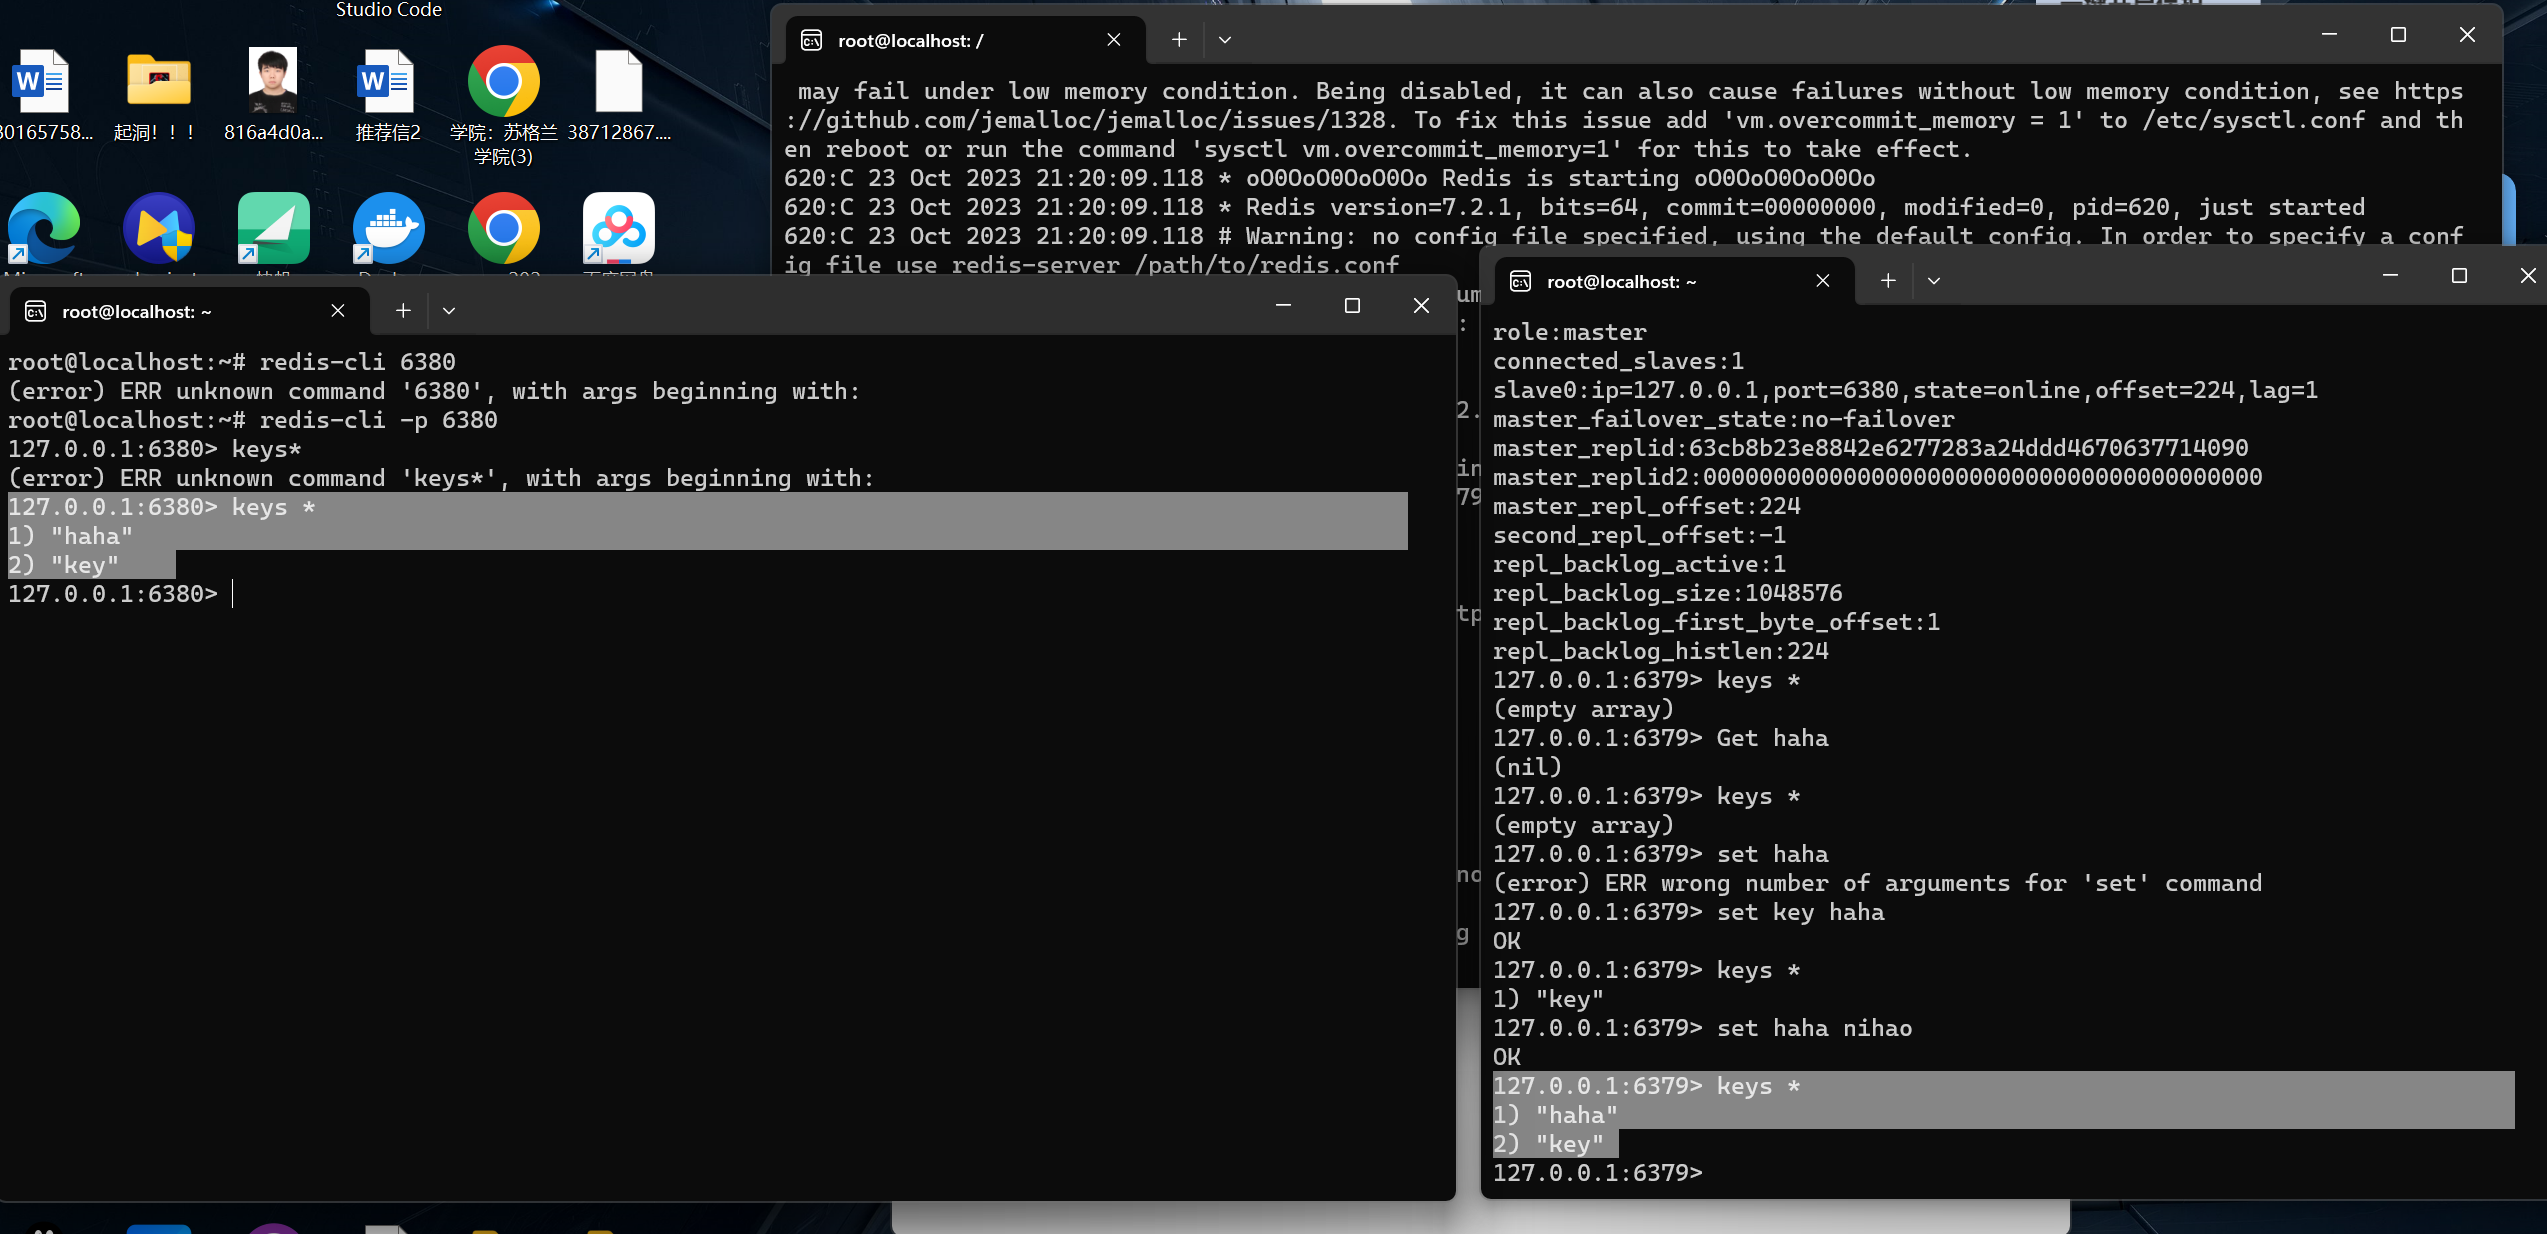 Studio Code
30165758...
起洞！！！
816a4d0a...
推荐信2
学院：苏格兰
学院(3)
38712867....
root@localhost: /
may fail under low memory condition. Being disabled, it can also cause failures without low memory condition, see https
://github.com/jemalloc/jemalloc/issues/1328. To fix this issue add 'vm.overcommit_memory = 1' to /etc/sysctl.conf and th
en reboot or run the command 'sysctl vm.overcommit_memory=1' for this to take effect.
620:C 23 Oct 2023 21:20:09.118 * oO0OoO0OoO0Oo Redis is starting oO0OoO0OoO0Oo
620:C 23 Oct 2023 21:20:09.118 * Redis version=7.2.1, bits=64, commit=00000000, modified=0, pid=620, just started
620:C 23 Oct 2023 21:20:09.118 # Warning: no config file specified, using the default config. In order to specify a conf
ig file use redis-server /path/to/redis.conf
root@localhost: ~
root@localhost:~# redis-cli 6380
(error) ERR unknown command '6380', with args beginning with:
root@localhost:~# redis-cli -p 6380
127.0.0.1:6380> keys*
(error) ERR unknown command 'keys*', with args beginning with:
127.0.0.1:6380> keys *
1) "haha"
2) "key"
127.0.0.1:6380>
root@localhost: ~
role:master
connected_slaves:1
slave0:ip=127.0.0.1,port=6380,state=online,offset=224,lag=1
master_failover_state:no-failover
master_replid:63cb8b23e8842e6277283a24ddd4670637714090
master_replid2:0000000000000000000000000000000000000000
master_repl_offset:224
second_repl_offset:-1
repl_backlog_active:1
repl_backlog_size:1048576
repl_backlog_first_byte_offset:1
repl_backlog_histlen:224
127.0.0.1:6379> keys *
(empty array)
127.0.0.1:6379> Get haha
(nil)
127.0.0.1:6379> keys *
(empty array)
127.0.0.1:6379> set haha
(error) ERR wrong number of arguments for 'set' command
127.0.0.1:6379> set key haha
OK
127.0.0.1:6379> keys *
1) "key"
127.0.0.1:6379> set haha nihao
OK
127.0.0.1:6379> keys *
1) "haha"
2) "key"
127.0.0.1:6379>